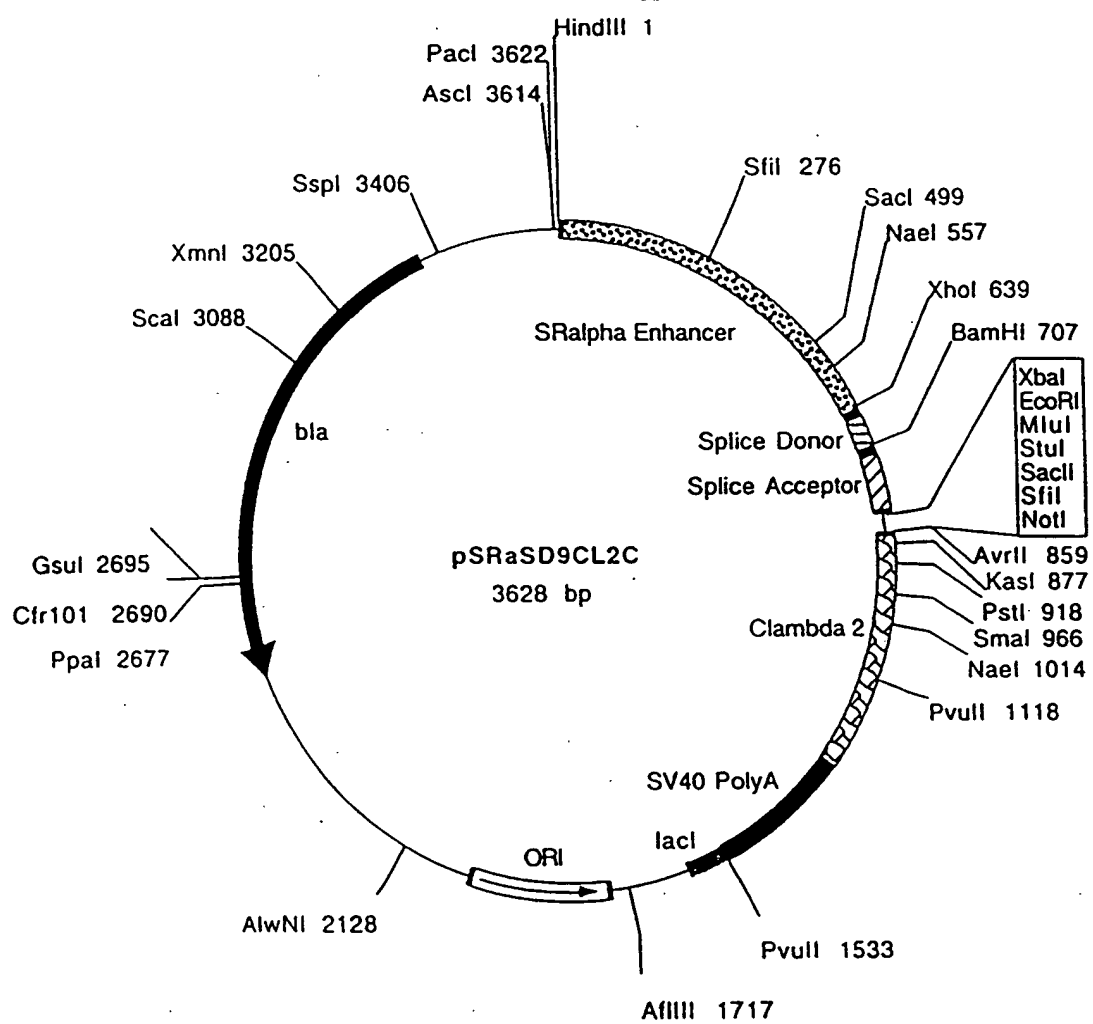 HindIII 1
PacI 3622
AscI 3614
SspI 3406
XmnI 3205
ScaI 3088
SfiI 276
SacI 499
NaeI 557
XhoI 639
BamHI 707
XbaI
EcoRI
MluI
StuI
SacII
SfiI
NotI
SRalpha Enhancer
bla
Splice Donor
Splice Acceptor
pSRaSD9CL2C
3628 bp
AvrII 859
KasI 877
PstI 918
SmaI 966
NaeI 1014
PvuII 1118
Clambda 2
GsuI 2695
Cfr101 2690
PpaI 2677
SV40 PolyA
lacI
ORI
AlwNI 2128
PvuII 1533
AflIII 1717